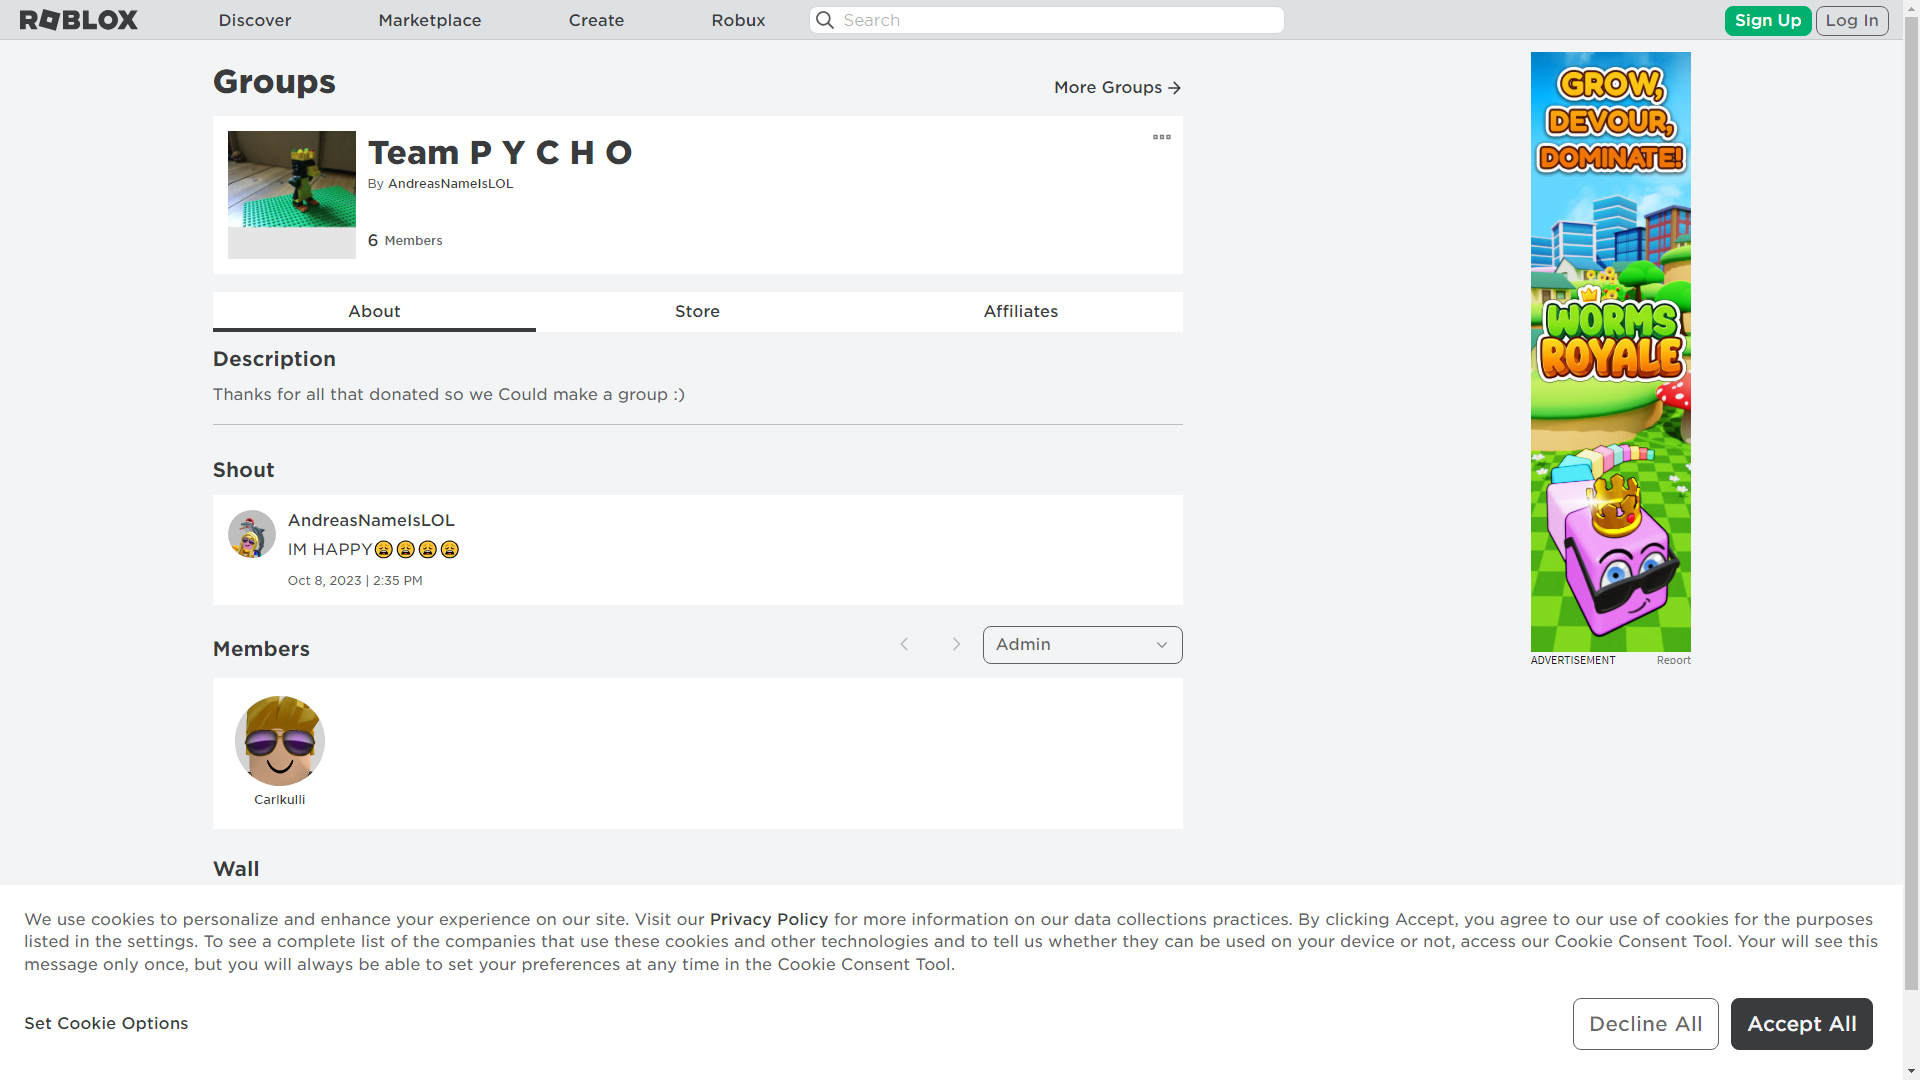 ROBLOX Discover Marketplace Create Robux Search Sign Up Log In
Groups
More Groups
Team P Y C H O
By AndreasNameIsLOL
6 Members
About Store Affiliates
Description
Thanks for all that donated so we Could make a group :)
Shout
AndreasNameIsLOL
IM HAPPY😩😩😩😩
Oct 8, 2023 | 2:35 PM
Members
Admin
Carlkulli
Wall
GROW,
DEVOUR,
DOMINATE!
WORMS
ROYALE
ADVERTISEMENT Report
We use cookies to personalize and enhance your experience on our site. Visit our Privacy Policy for more information on our data collections practices. By clicking Accept, you agree to our use of cookies for the purposes
listed in the settings. To see a complete list of the companies that use these cookies and other technologies and to tell us whether they can be used on your device or not, access our Cookie Consent Tool. Your will see this
message only once, but you will always be able to set your preferences at any time in the Cookie Consent Tool.
Set Cookie Options
Decline All
Accept All